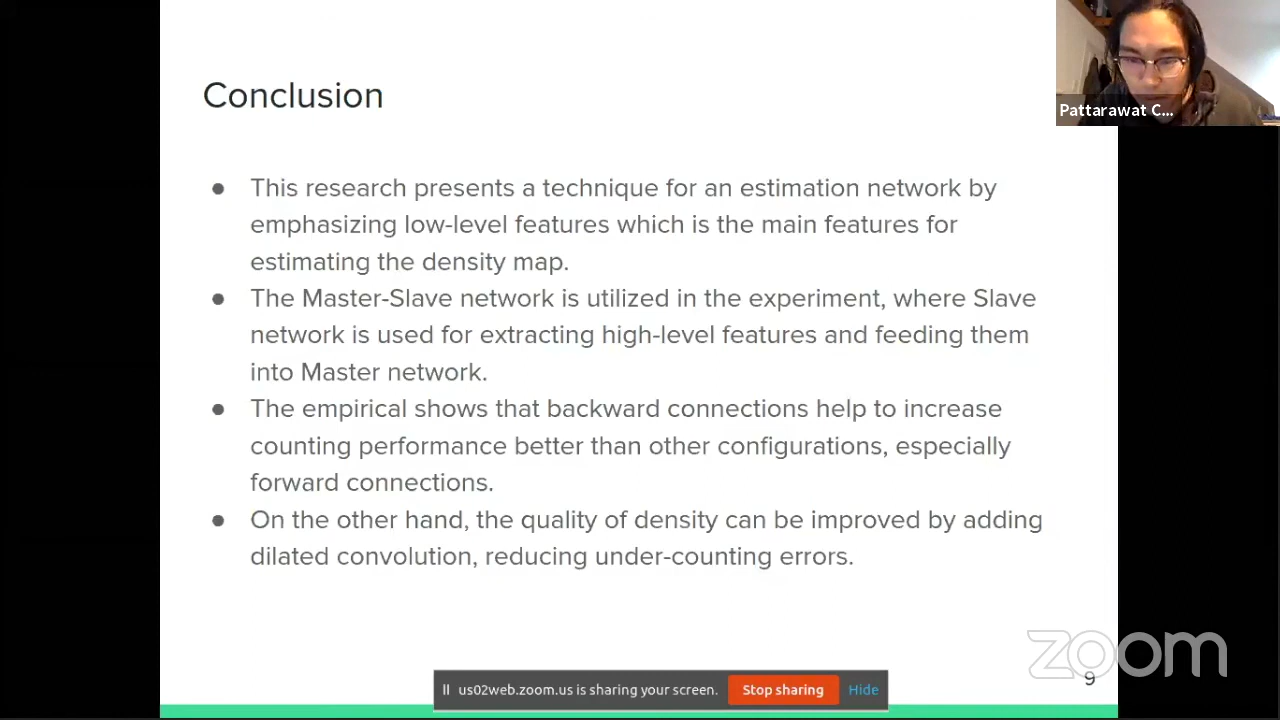 Conclusion
Pattarawat C...
● This research presents a technique for an estimation network by
emphasizing low-level features which is the main features for
estimating the density map.
● The Master-Slave network is utilized in the experiment, where Slave
network is used for extracting high-level features and feeding them
into Master network.
● The empirical shows that backward connections help to increase
counting performance better than other configurations, especially
forward connections.
● On the other hand, the quality of density can be improved by adding
dilated convolution, reducing under-counting errors.
zoom
9
us02web.zoom.us is sharing your screen. Stop sharing Hide